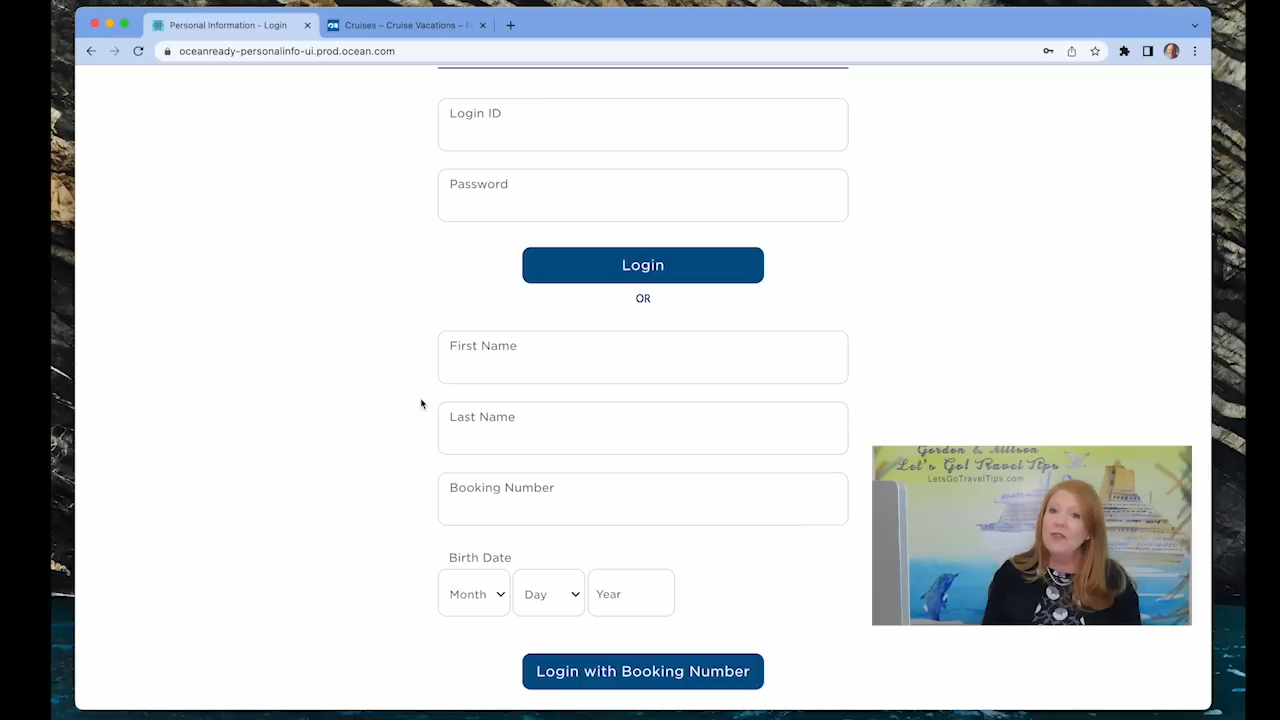 Personal Information - Login
Cruises – Cruise Vacations – F
oceanready-personalinfo-ui.prod.ocean.com
Login ID
Password
Login
OR
First Name
Last Name
Booking Number
Birth Date
Month
Day
Year
Login with Booking Number
Gordon & Allison
Let's Go! Travel Tips
LetsGoTravelTips.com